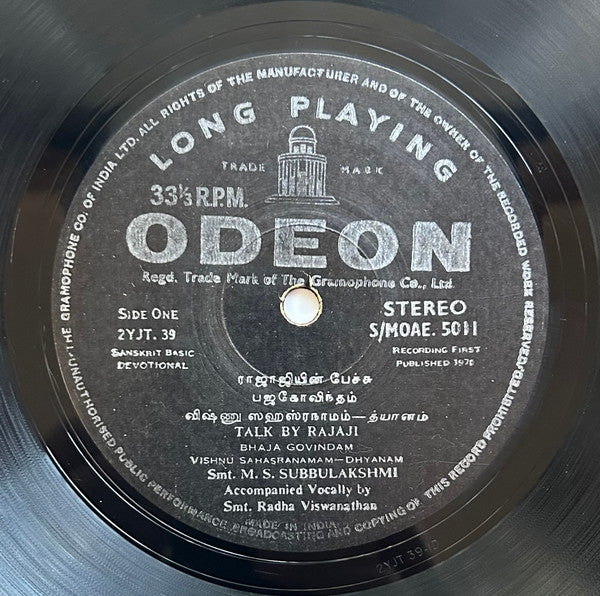 MANUFACTURED BY THE GRAMOPHONE CO. OF INDIA LTD. ALL RIGHTS OF THE MANUFACTURER AND OF THE OWNER OF THE RECORDED WORK RESERVED
UNAUTHORISED PUBLIC PERFORMANCE, BROADCASTING AND COPYING OF THIS RECORD PROHIBITED
LONG PLAYING
TRADE MARK
33⅓ R.P.M.
ODEON
Regd. Trade Mark of The Gramophone Co., Ltd.
Side One
STEREO
2YJT. 39
S/MOAE. 5011
SANSKRIT BASIC
DEVOTIONAL
RECORDING FIRST
PUBLISHED 1970
ராஜாஜியின் பேச்சு
பஜகோவிந்தம்
விஷ்ணு ஸஹஸ்ரநாமம்—த்யானம்
TALK BY RAJAJI
BHAJA GOVINDAM
VISHNU SAHASRANAMAM—DHYANAM
Smt. M. S. SUBBULAKSHMI
Accompanied Vocally by
Smt. Radha Viswanathan
MADE IN INDIA